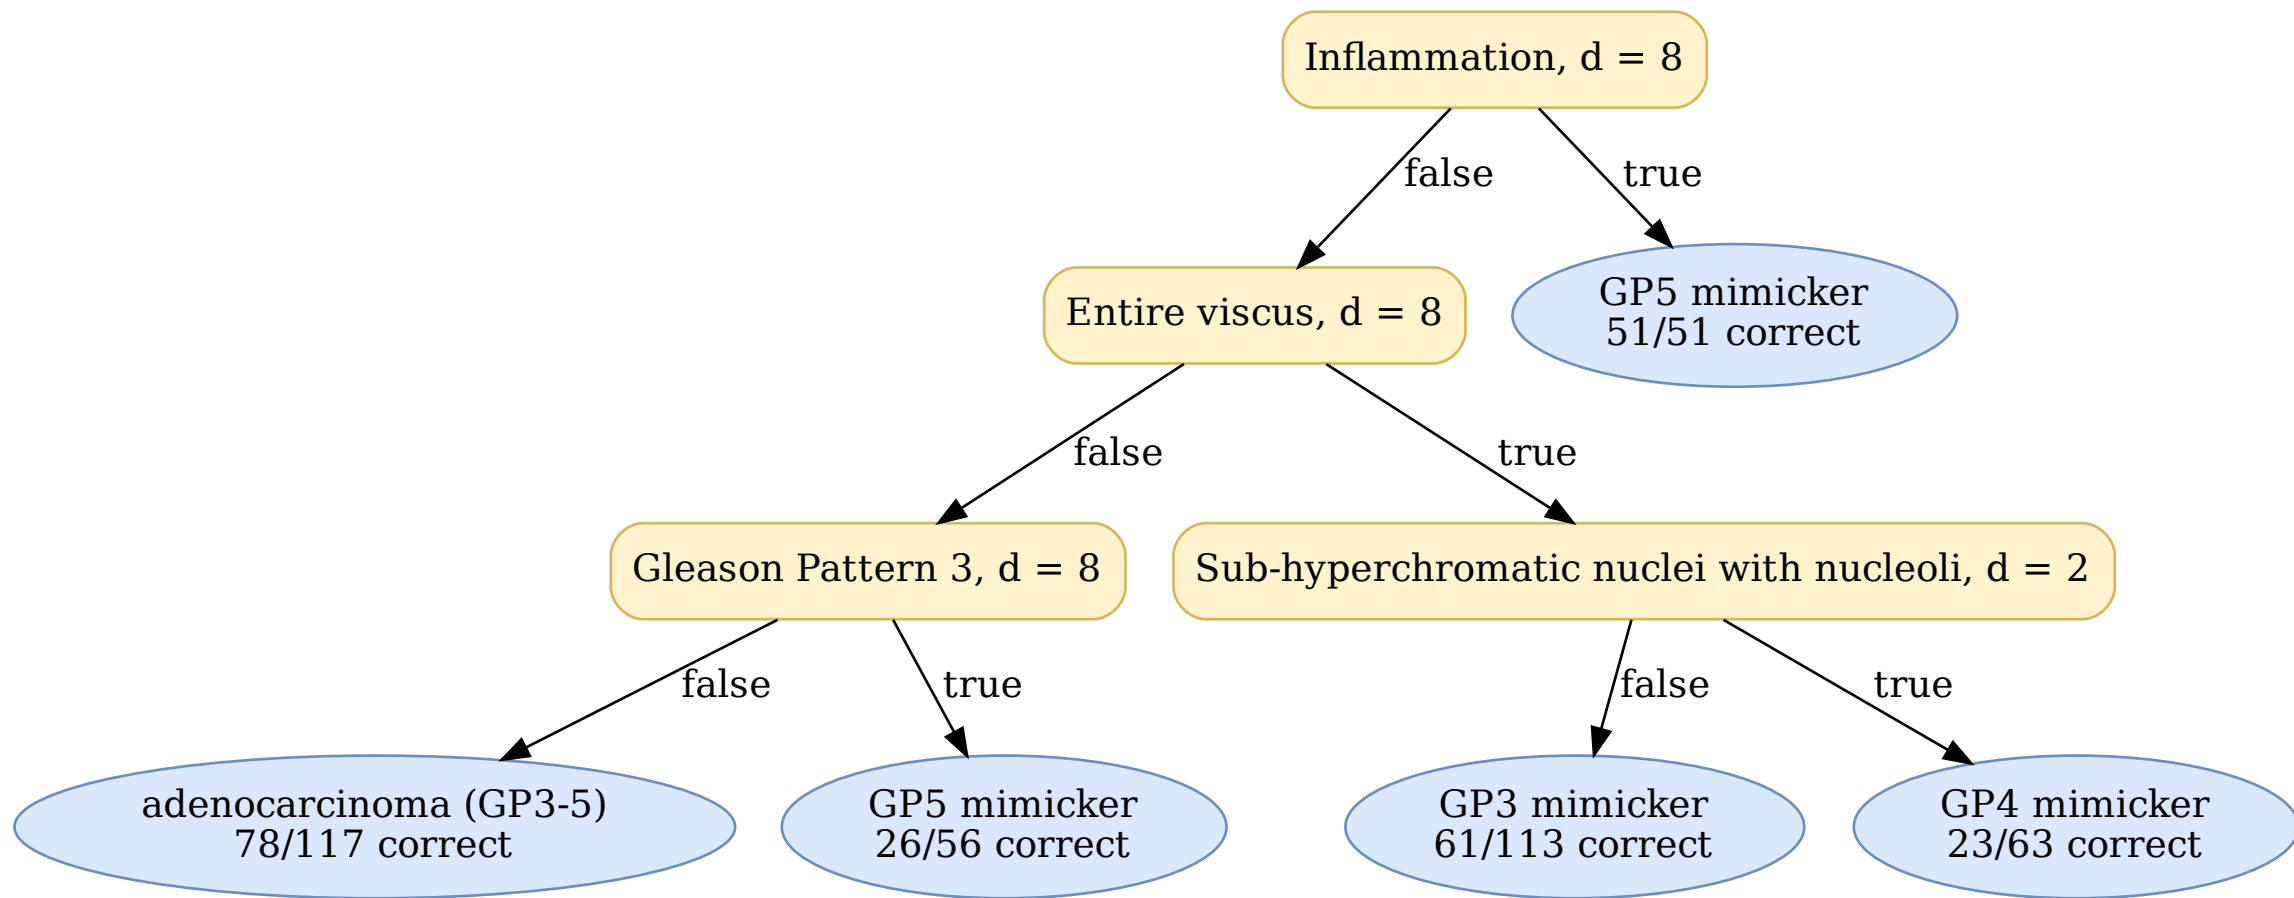 Inflammation, d = 8
false
true
Entire viscus, d = 8
GP5 mimicker
51/51 correct
false
true
Gleason Pattern 3, d = 8
Sub-hyperchromatic nuclei with nucleoli, d = 2
false
true
false
true
adenocarcinoma (GP3-5)
78/117 correct
GP5 mimicker
26/56 correct
GP3 mimicker
61/113 correct
GP4 mimicker
23/63 correct